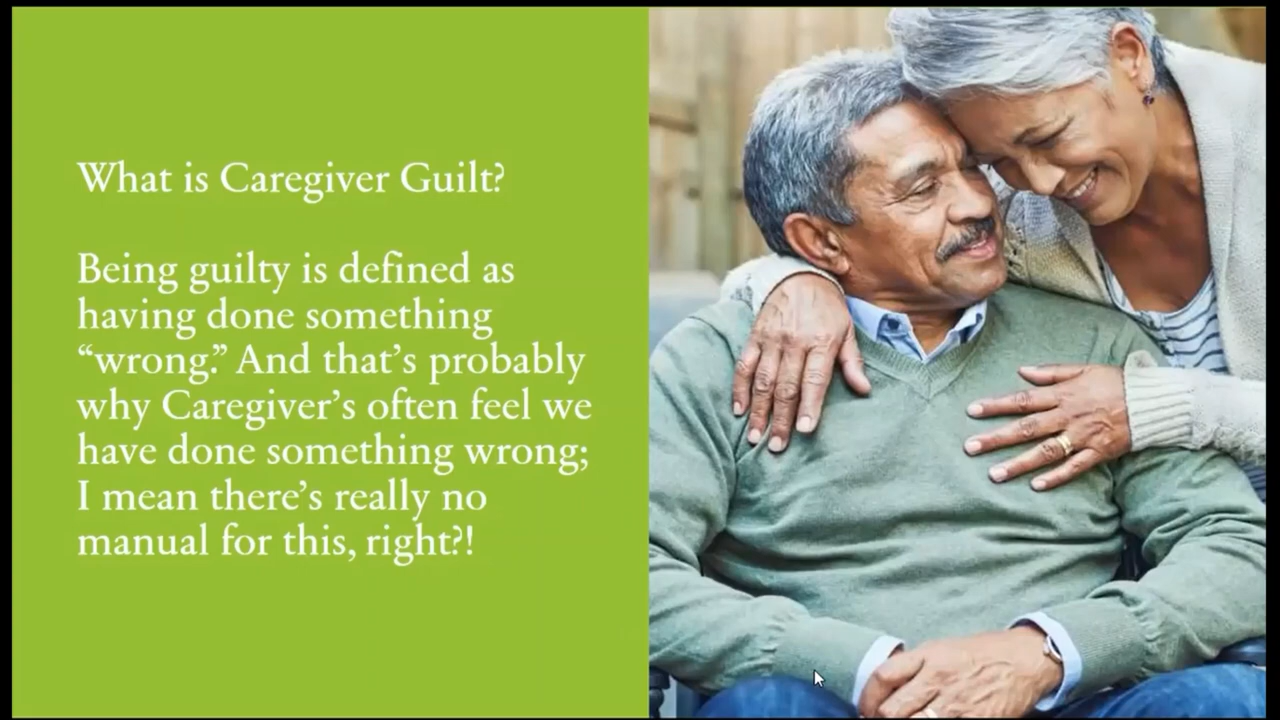 What is Caregiver Guilt?
Being guilty is defined as
having done something
“wrong.” And that’s probably
why Caregiver’s often feel we
have done something wrong;
I mean there’s really no
manual for this, right?!